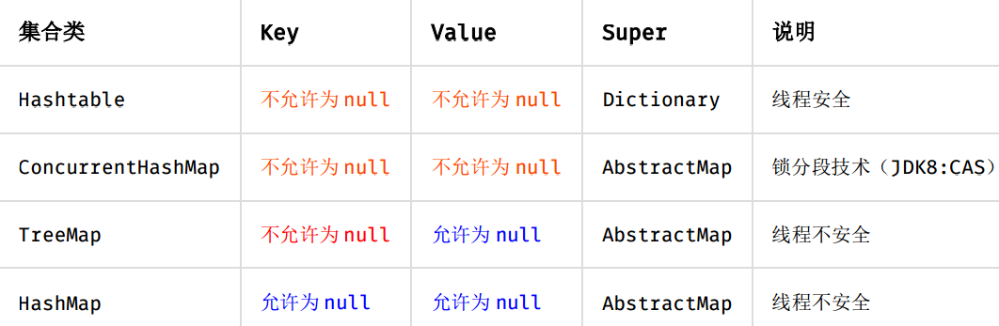 集合类 Key Value Super 说明
Hashtable 不允许为 null 不允许为 null Dictionary 线程安全
ConcurrentHashMap 不允许为 null 不允许为 null AbstractMap 锁分段技术（JDK8:CAS）
TreeMap 不允许为 null 允许为 null AbstractMap 线程不安全
HashMap 允许为 null 允许为 null AbstractMap 线程不安全